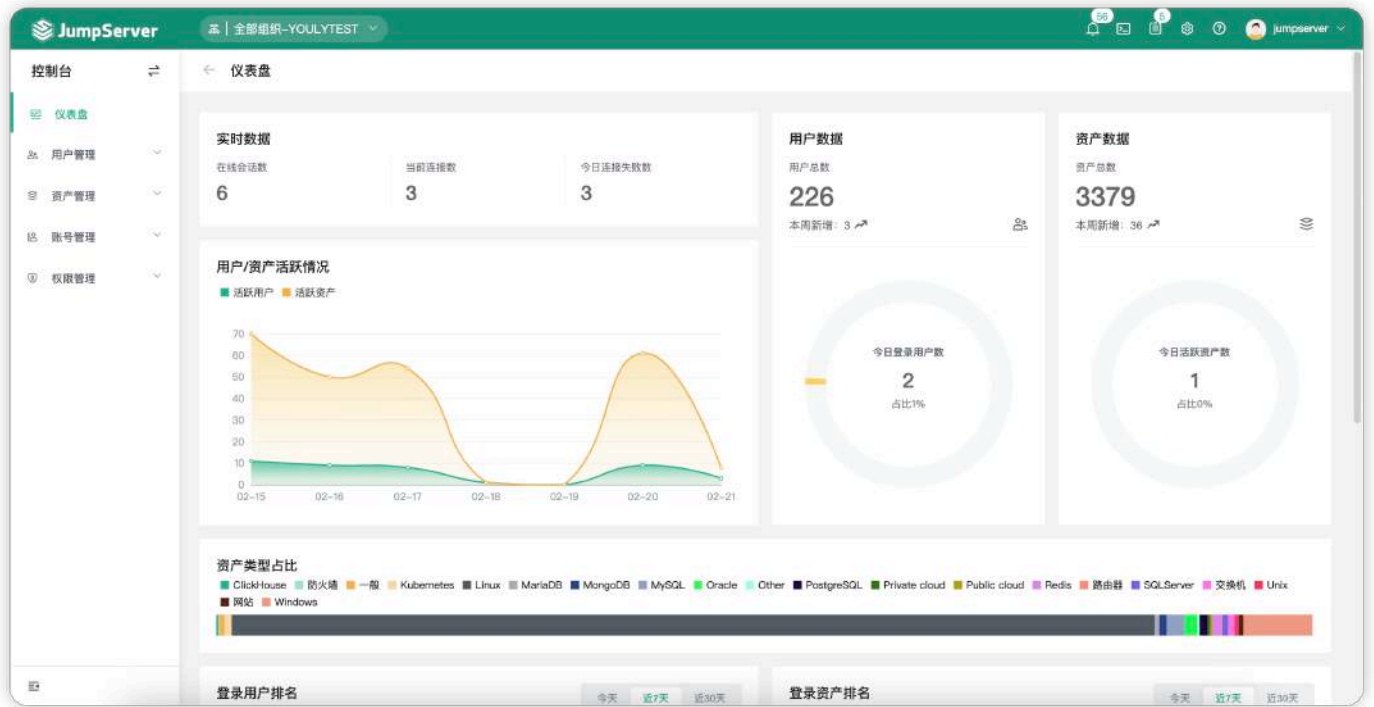 JumpServer
全部组织-YOULYTEST
56
5
jumpserver
控制台
仪表盘
仪表盘
用户管理
资产管理
账号管理
权限管理
实时数据
在线会话数
6
当前连接数
3
今日连接失败数
3
用户数据
用户总数
226
本周新增: 3
今日登录用户数
2
占比1%
资产数据
资产总数
3379
本周新增: 36
今日活跃资产数
1
占比0%
用户/资产活跃情况
活跃用户 活跃资产
70
60
50
40
30
20
10
0
02-15 02-16 02-17 02-18 02-19 02-20 02-21
资产类型占比
ClickHouse 防火墙 一般 Kubernetes Linux MariaDB MongoDB MySQL Oracle Other PostgreSQL Private cloud Public cloud Redis 路由器 SQLServer 交换机 Unix
网站 Windows
登录用户排名
今天 近7天 近30天
登录资产排名
今天 近7天 近30天